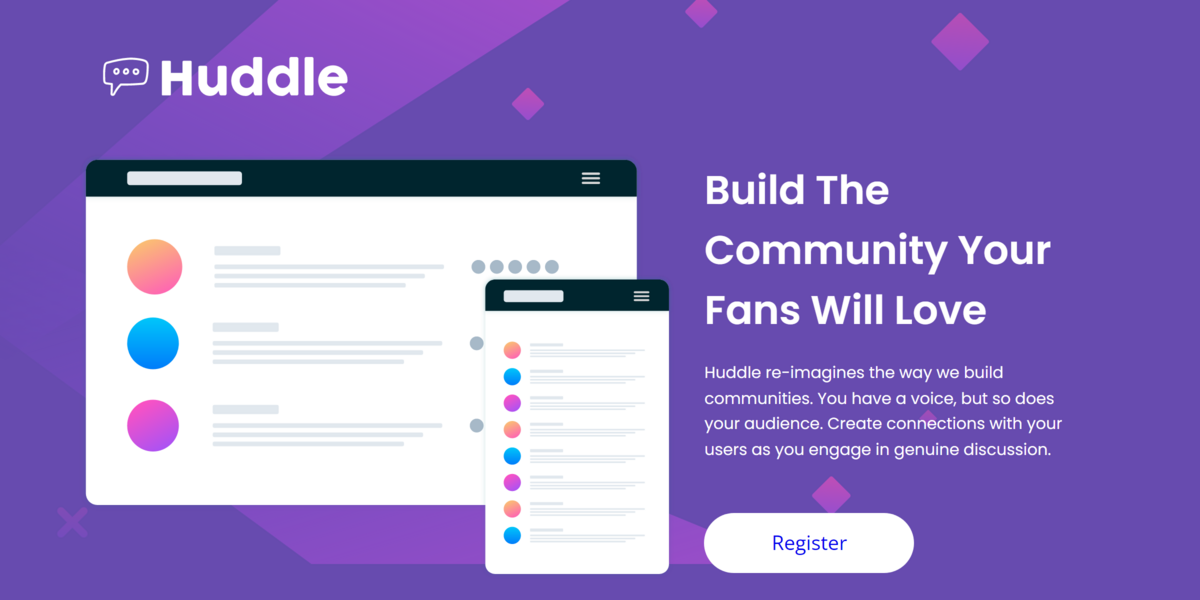 Huddle
Build The
Community Your
Fans Will Love
Huddle re-imagines the way we build
communities. You have a voice, but so does
your audience. Create connections with your
users as you engage in genuine discussion.
Register